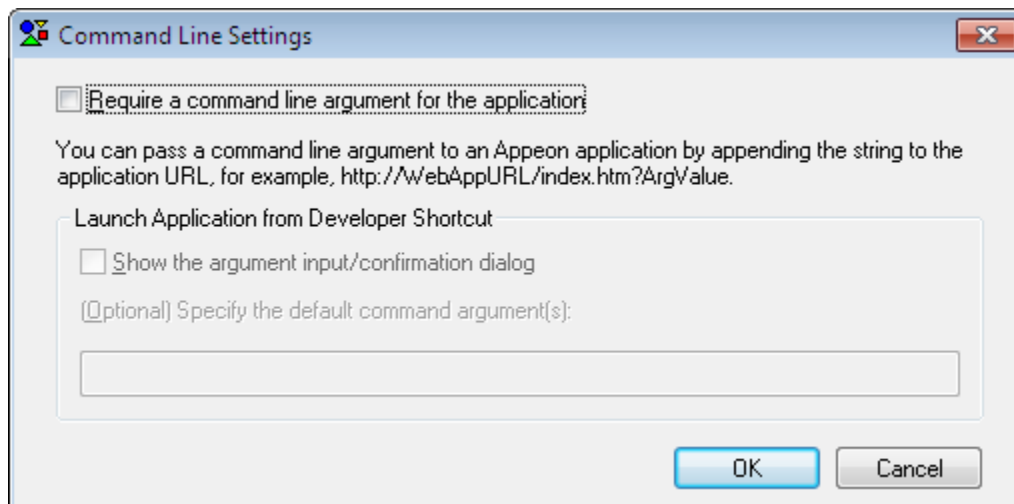 Command Line Settings
Require a command line argument for the application
You can pass a command line argument to an Appeon application by appending the string to the
application URL, for example, http://WebAppURL/index.htm?ArgValue.
Launch Application from Developer Shortcut
Show the argument input/confirmation dialog
(Optional) Specify the default command argument(s):
OK
Cancel